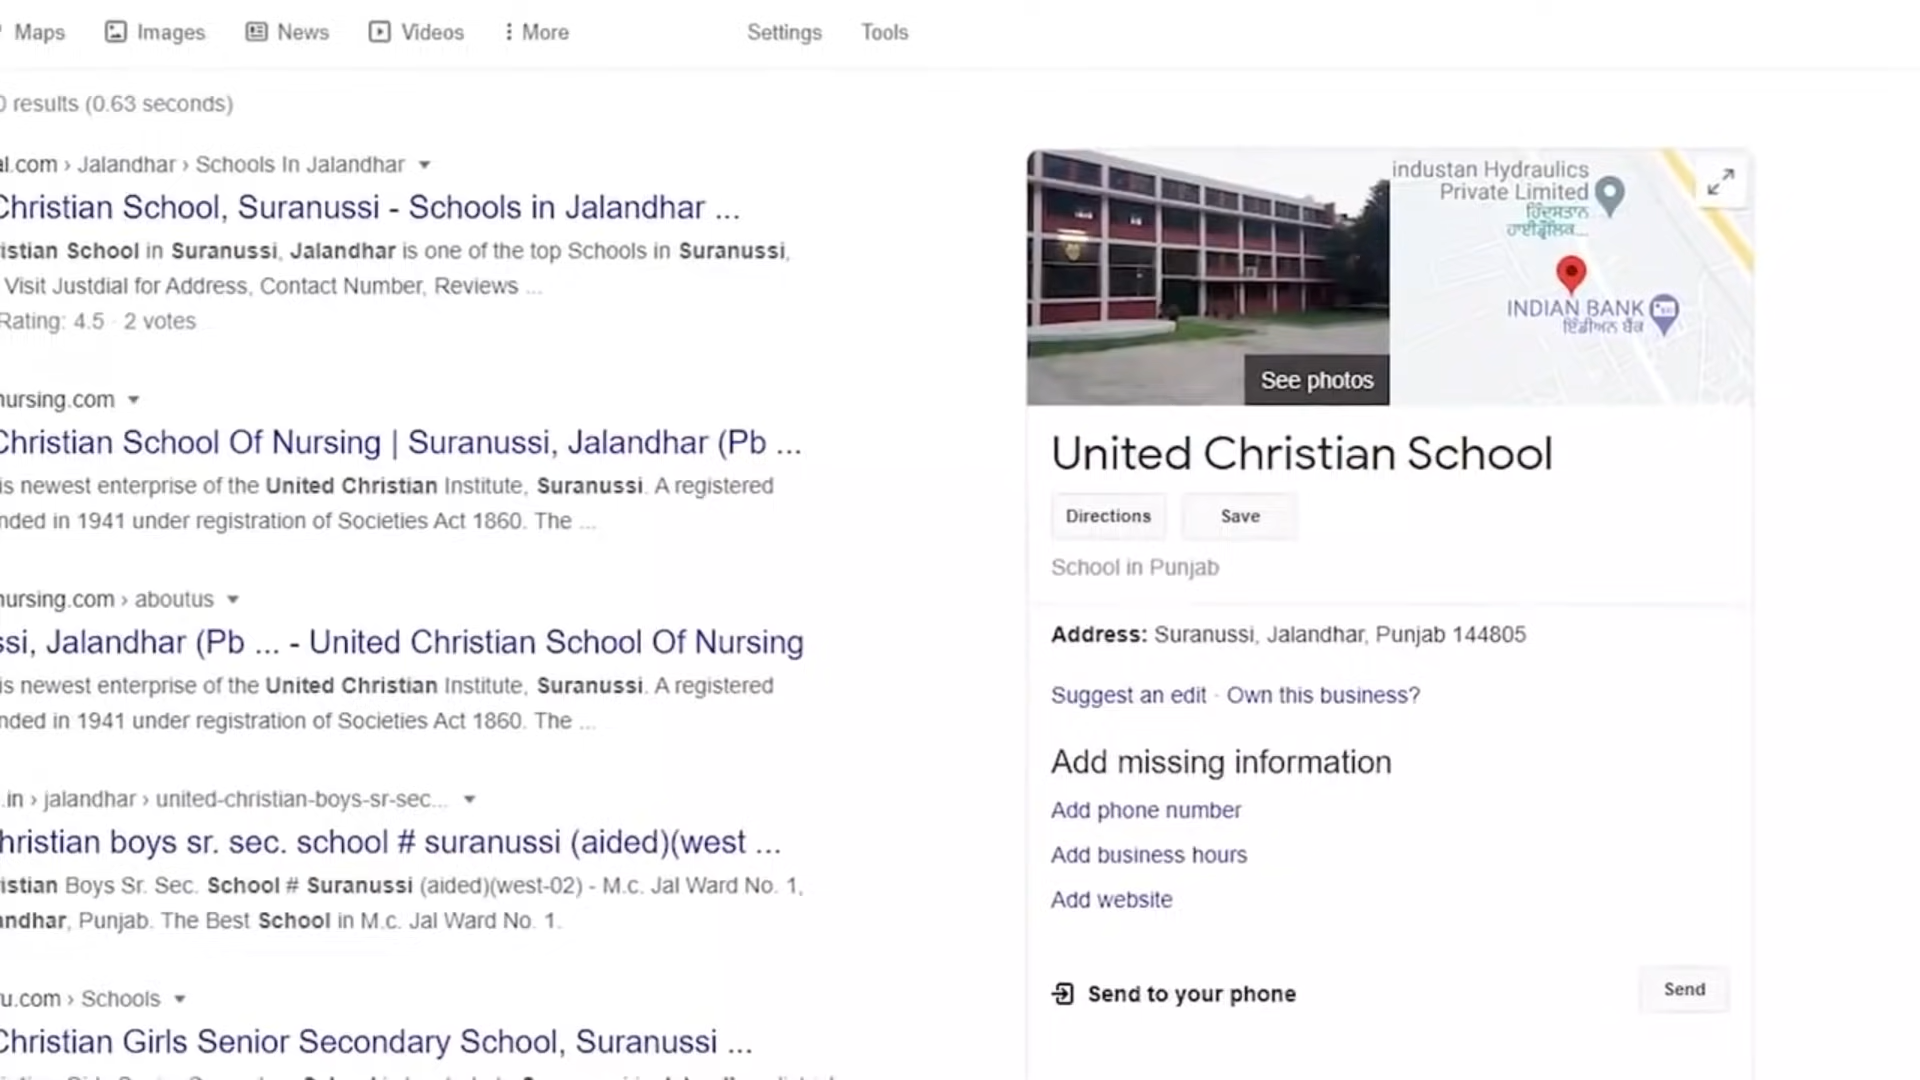 Maps Images News Videos More Settings Tools
0 results (0.63 seconds)
al.com › Jalandhar › Schools In Jalandhar
Christian School, Suranussi - Schools in Jalandhar ...
istian School in Suranussi, Jalandhar is one of the top Schools in Suranussi,
Visit Justdial for Address, Contact Number, Reviews ...
Rating: 4.5 · 2 votes
nursing.com
Christian School Of Nursing | Suranussi, Jalandhar (Pb ...
is newest enterprise of the United Christian Institute, Suranussi. A registered
nded in 1941 under registration of Societies Act 1860. The ...
nursing.com › aboutus
ssi, Jalandhar (Pb ... - United Christian School Of Nursing
is newest enterprise of the United Christian Institute, Suranussi. A registered
nded in 1941 under registration of Societies Act 1860. The ...
.in › jalandhar › united-christian-boys-sr-sec...
hristian boys sr. sec. school # suranussi (aided)(west ...
istian Boys Sr. Sec. School # Suranussi (aided)(west-02) - M.c. Jal Ward No. 1,
andhar, Punjab. The Best School in M.c. Jal Ward No. 1.
u.com › Schools
Christian Girls Senior Secondary School, Suranussi ...
See photos
industan Hydraulics
Private Limited
ਹਿੰਦੁਸਤਾਨ
ਹਾਈਡ੍ਰੌਲਿਕ...
INDIAN BANK
ਇੰਡੀਅਨ ਬੈਂਕ
United Christian School
Directions Save
School in Punjab
Address: Suranussi, Jalandhar, Punjab 144805
Suggest an edit · Own this business?
Add missing information
Add phone number
Add business hours
Add website
Send to your phone Send